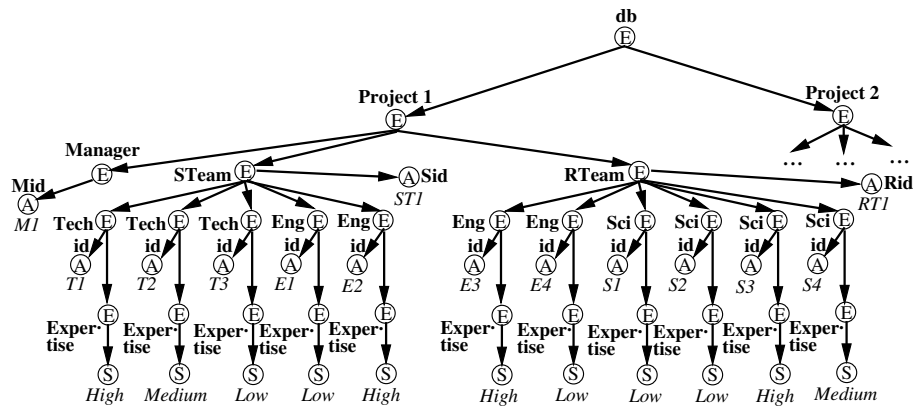 db
E
Project 1
E
Project 2
E
... ... ...
Manager
E
STeam
E
A Sid
ST1
RTeam
E
A Rid
RT1
Mid
A
M1
Tech E Tech E Tech E Eng E Eng E Eng E Eng E Sci E Sci E Sci E Sci E
id id id id id id id id id id id
A A A A A A A A A A A
T1 T2 T3 E1 E2 E3 E4 S1 S2 S3 S4
E E E E E E E E E E E
Exper- Exper- Exper- Exper- Exper- Exper- Exper- Exper- Exper- Exper- Exper-
tise tise tise tise tise tise tise tise tise tise tise
S S S S S S S S S S S
High Medium Low Low High High Low Low Low High Medium